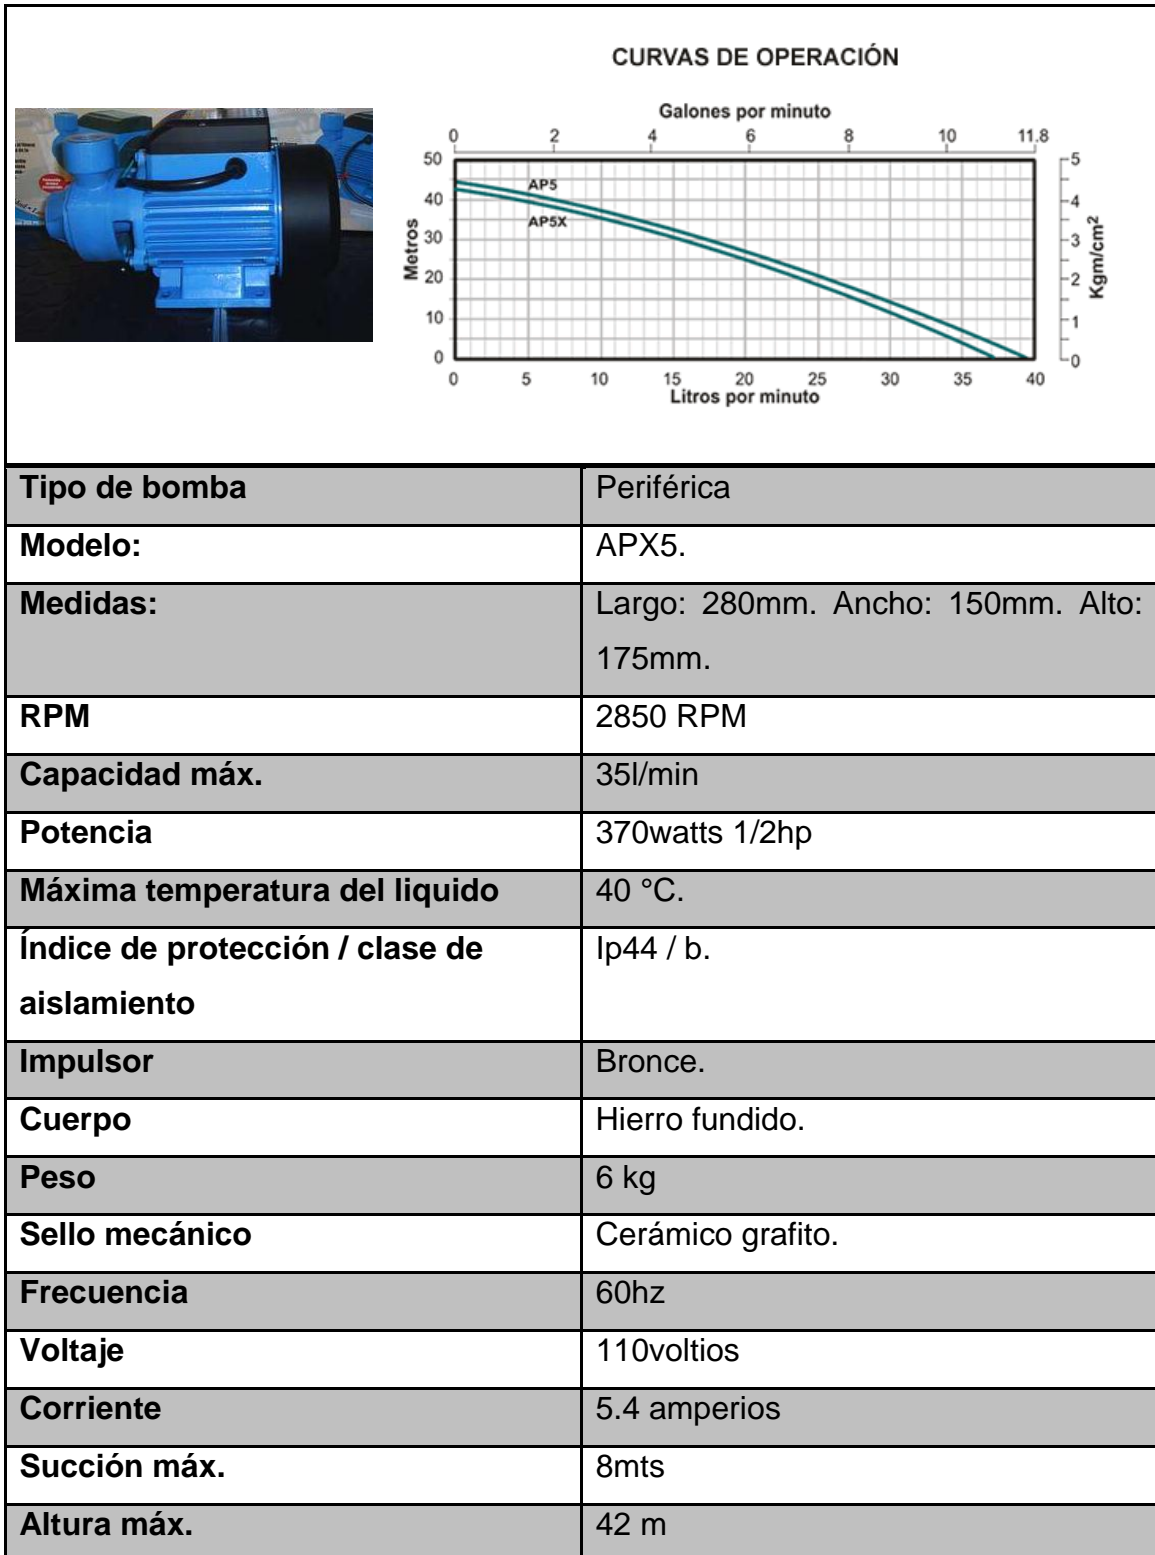 CURVAS DE OPERACIÓN
Galones por minuto
0 2 4 6 8 10 11.8
50 40 30 20 10 0
Metros
AP5
AP5X
5 4 3 2 1 0
Kgm/cm²
0 5 10 15 20 25 30 35 40
Litros por minuto
Tipo de bomba Periférica
Modelo: APX5.
Medidas: Largo: 280mm. Ancho: 150mm. Alto:
175mm.
RPM 2850 RPM
Capacidad máx. 35l/min
Potencia 370watts 1/2hp
Máxima temperatura del liquido 40 °C.
Índice de protección / clase de Ip44 / b.
aislamiento
Impulsor Bronce.
Cuerpo Hierro fundido.
Peso 6 kg
Sello mecánico Cerámico grafito.
Frecuencia 60hz
Voltaje 110voltios
Corriente 5.4 amperios
Succión máx. 8mts
Altura máx. 42 m